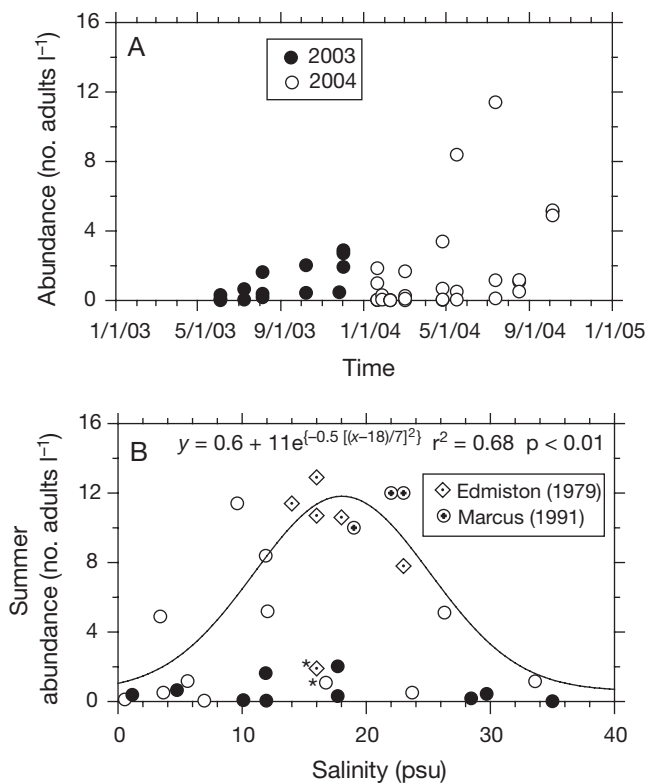 A
2003
2004
Abundance (no. adults l⁻¹)
16
12
8
4
0
1/1/03 5/1/03 9/1/03 1/1/04 5/1/04 9/1/04 1/1/05
Time
B
y = 0.6 + 11e{−0.5 [(x−18)/7]²} r² = 0.68 p < 0.01
Edmiston (1979)
Marcus (1991)
Summer
abundance (no. adults l⁻¹)
16
12
8
4
0
*
*
0 10 20 30 40
Salinity (psu)